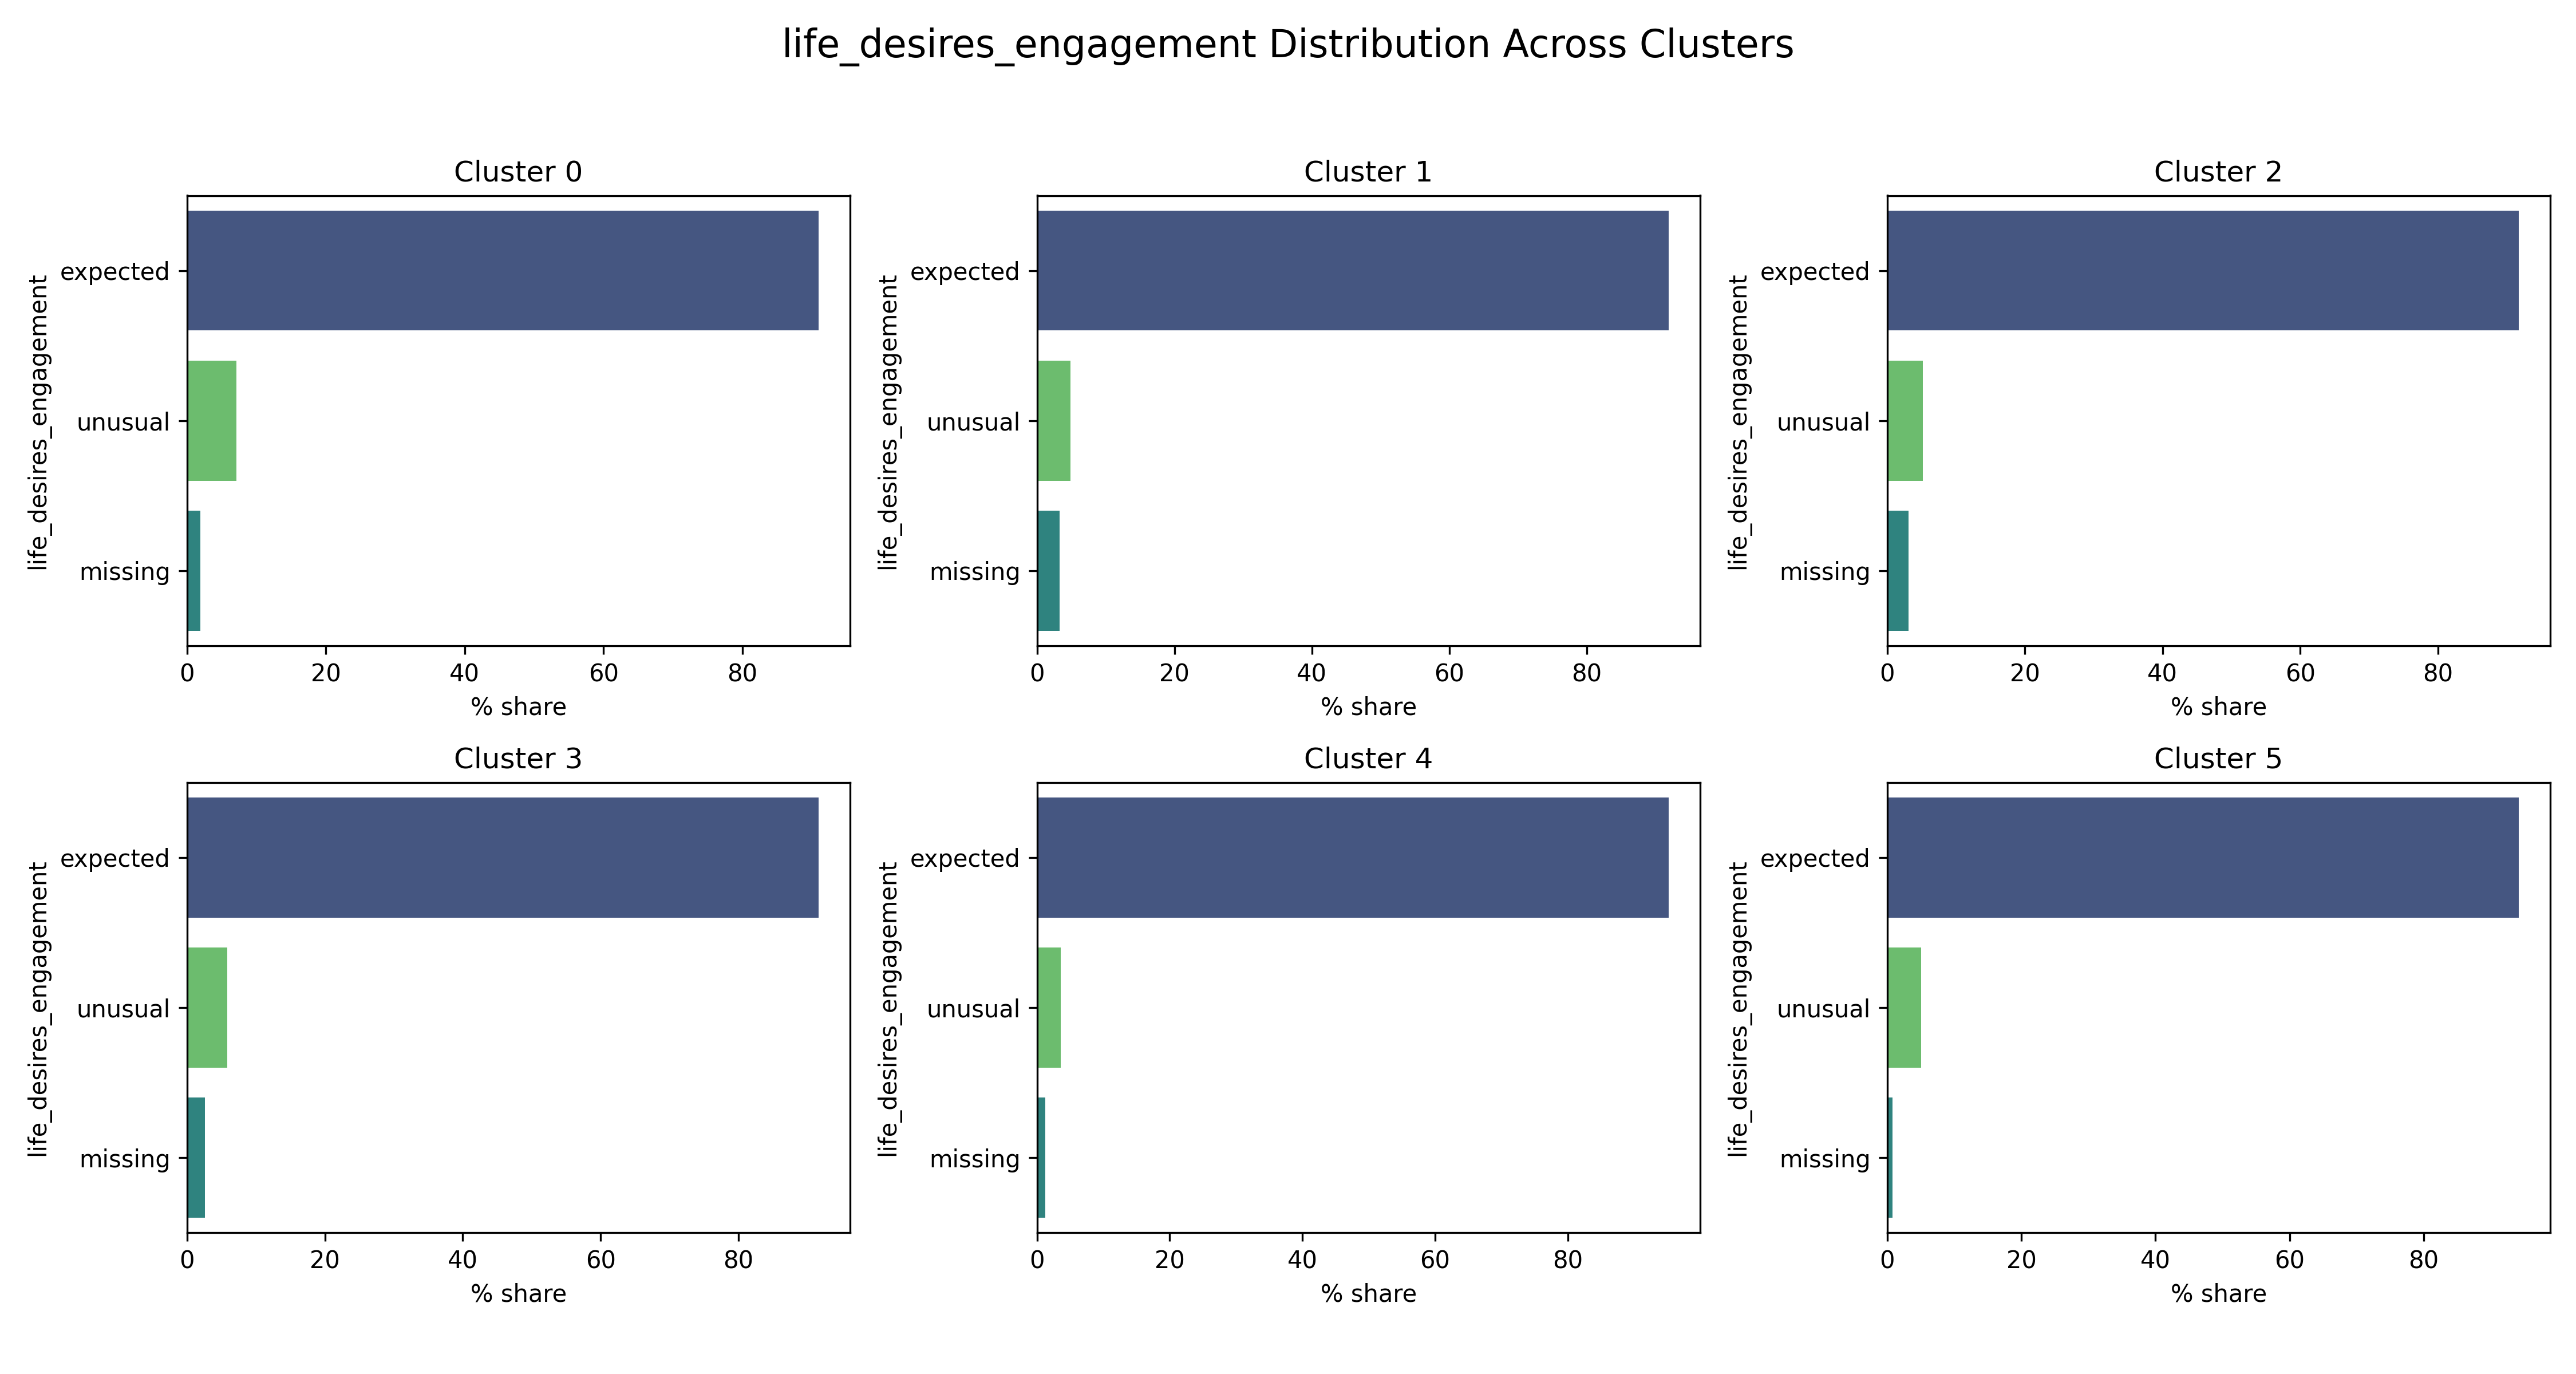 life_desires_engagement Distribution Across Clusters
Cluster 0
life_desires_engagement
expected
unusual
missing
0 20 40 60 80
% share
Cluster 1
life_desires_engagement
expected
unusual
missing
0 20 40 60 80
% share
Cluster 2
life_desires_engagement
expected
unusual
missing
0 20 40 60 80
% share
Cluster 3
life_desires_engagement
expected
unusual
missing
0 20 40 60 80
% share
Cluster 4
life_desires_engagement
expected
unusual
missing
0 20 40 60 80
% share
Cluster 5
life_desires_engagement
expected
unusual
missing
0 20 40 60 80
% share